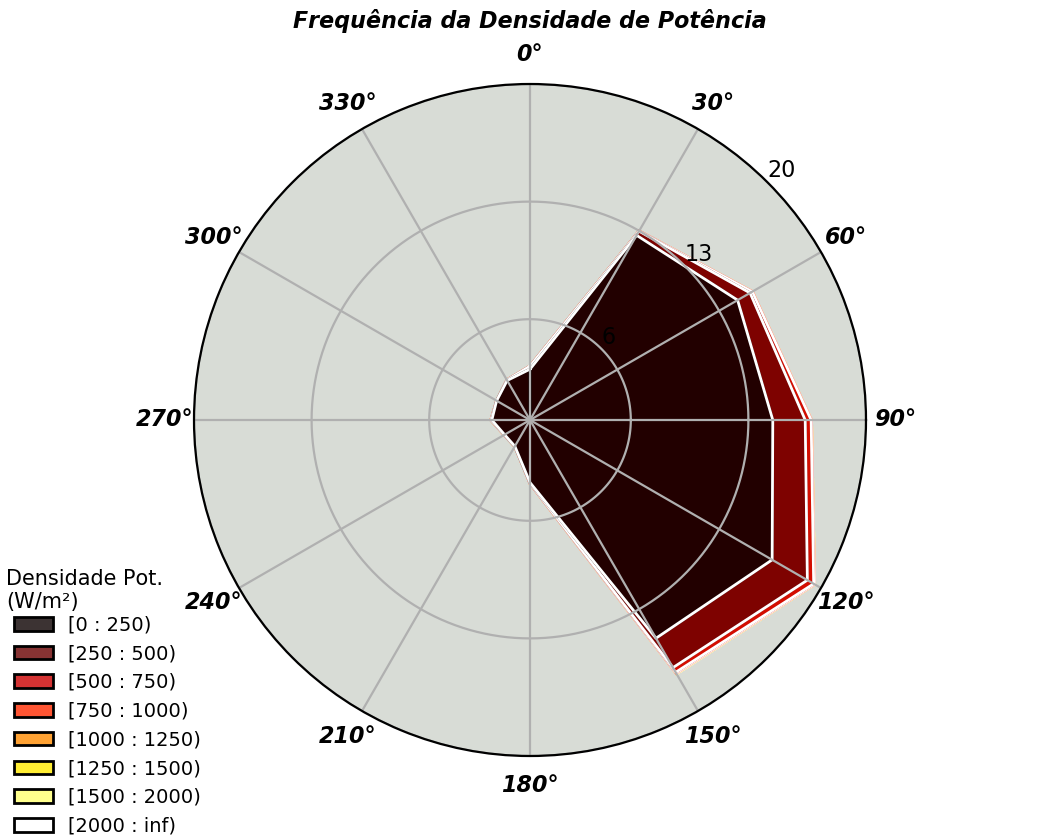 Frequência da Densidade de Potência
0°
30°
60°
90°
120°
150°
180°
210°
240°
270°
300°
330°
6
13
20
Densidade Pot.
(W/m²)
[0 : 250)
[250 : 500)
[500 : 750)
[750 : 1000)
[1000 : 1250)
[1250 : 1500)
[1500 : 2000)
[2000 : inf)